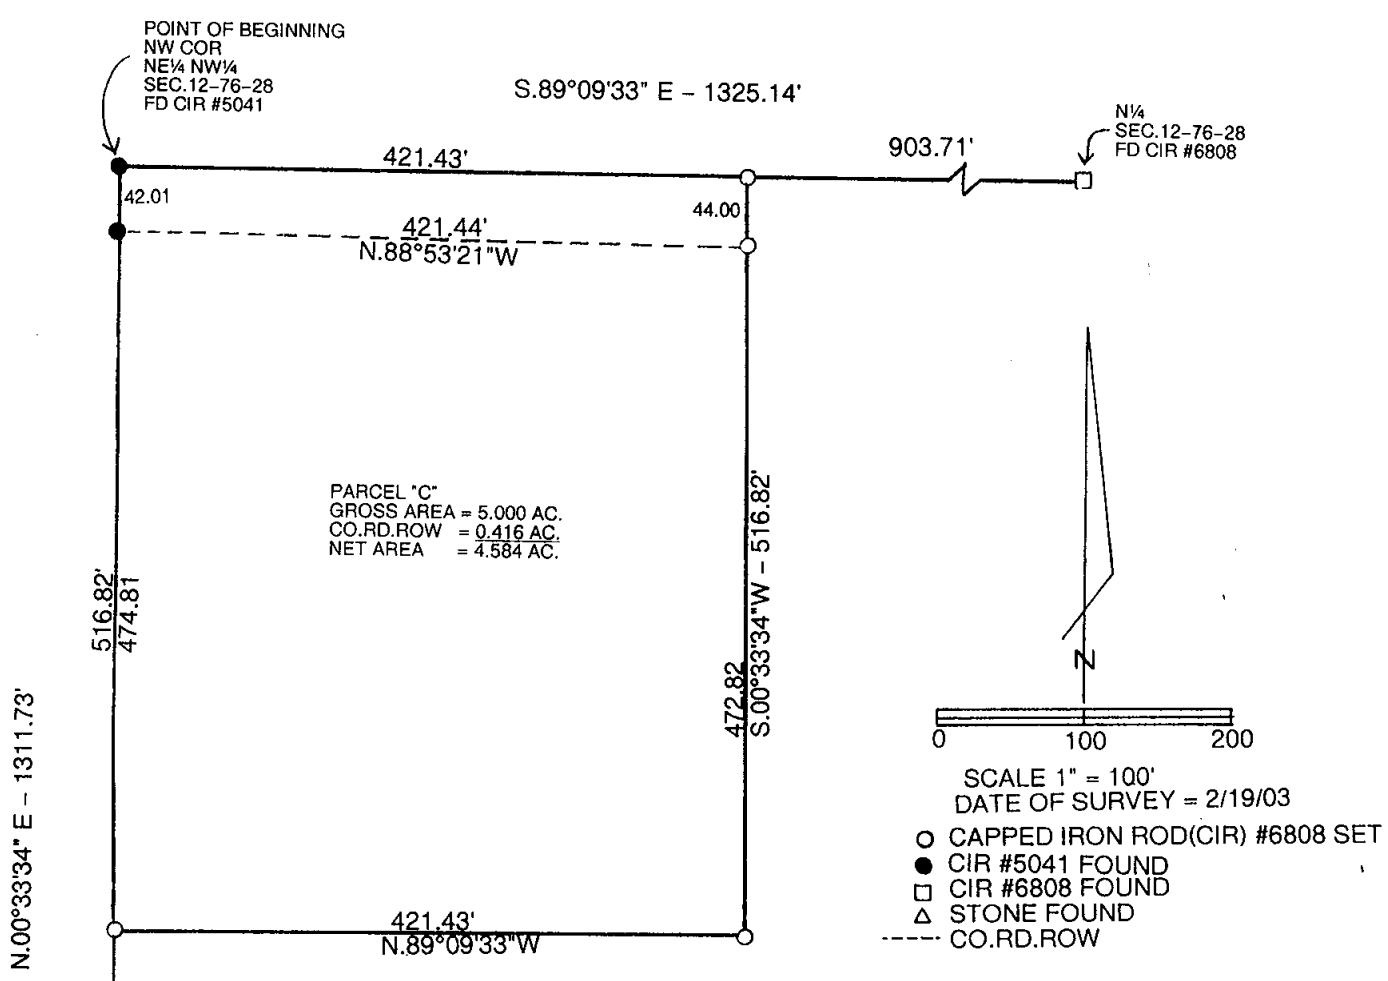 POINT OF BEGINNING
NW COR
NE¼ NW¼
SEC.12-76-28
FD CIR #5041
S.89°09'33" E - 1325.14'
N¼
SEC.12-76-28
FD CIR #6808
421.43'
903.71'
42.01
44.00
421.44'
N.88°53'21"W
PARCEL "C"
GROSS AREA = 5.000 AC.
CO.RD.ROW = 0.416 AC.
NET AREA = 4.584 AC.
516.82'
474.81
472.82
S.00°33'34"W - 516.82'
N.00°33'34" E - 1311.73'
421.43'
N.89°09'33"W
N
0 100 200
SCALE 1" = 100'
DATE OF SURVEY = 2/19/03
CAPPED IRON ROD(CIR) #6808 SET
CIR #5041 FOUND
CIR #6808 FOUND
STONE FOUND
CO.RD.ROW